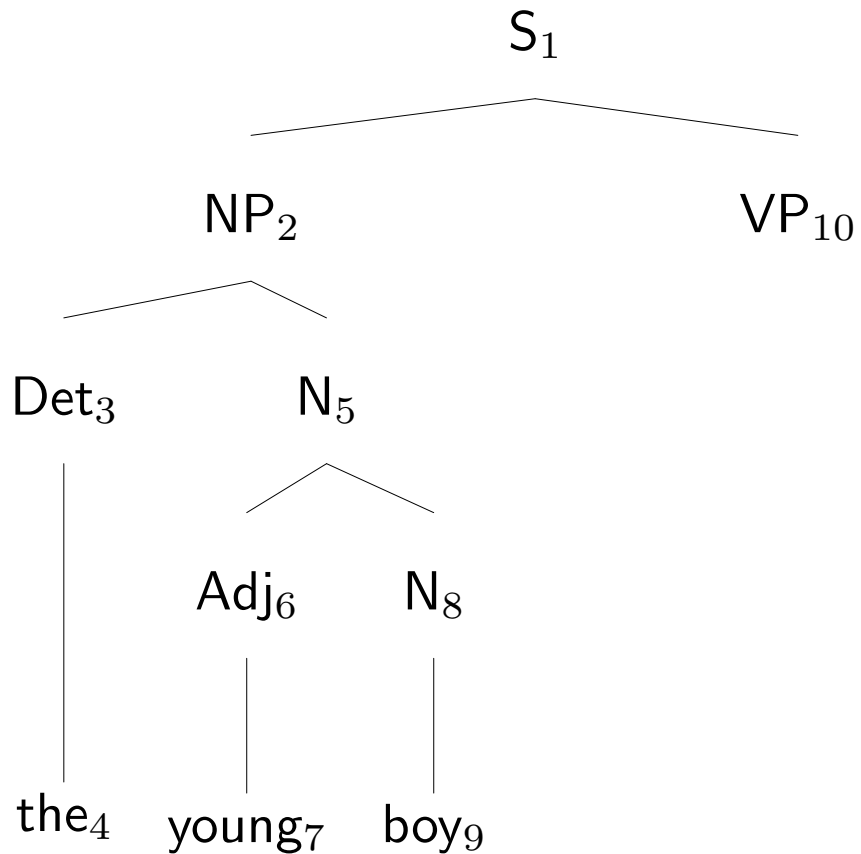 S₁
NP₂ VP₁₀
Det₃ N₅
Adj₆ N₈
the₄ young₇ boy₉